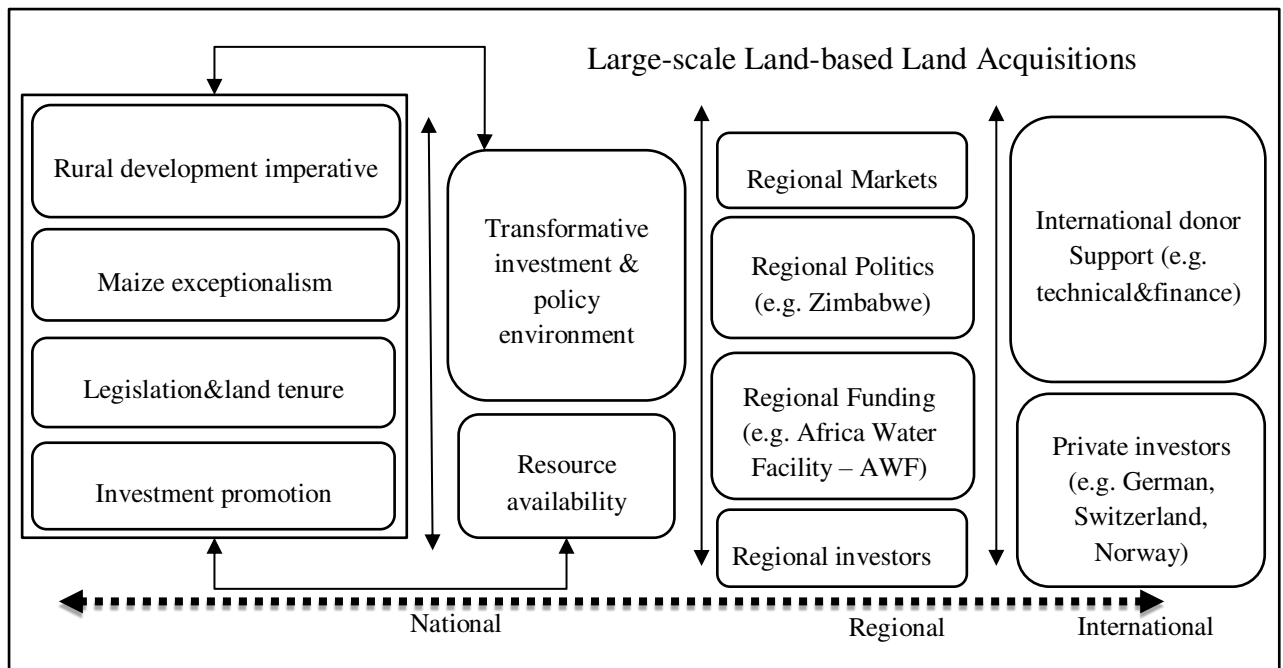 Large-scale Land-based Land Acquisitions
Rural development imperative
Maize exceptionalism
Legislation&land tenure
Investment promotion
Transformative
investment &
policy
environment
Resource
availability
Regional Markets
Regional Politics
(e.g. Zimbabwe)
Regional Funding
(e.g. Africa Water
Facility – AWF)
Regional investors
International donor
Support (e.g.
technical&finance)
Private investors
(e.g. German,
Switzerland,
Norway)
National
Regional
International